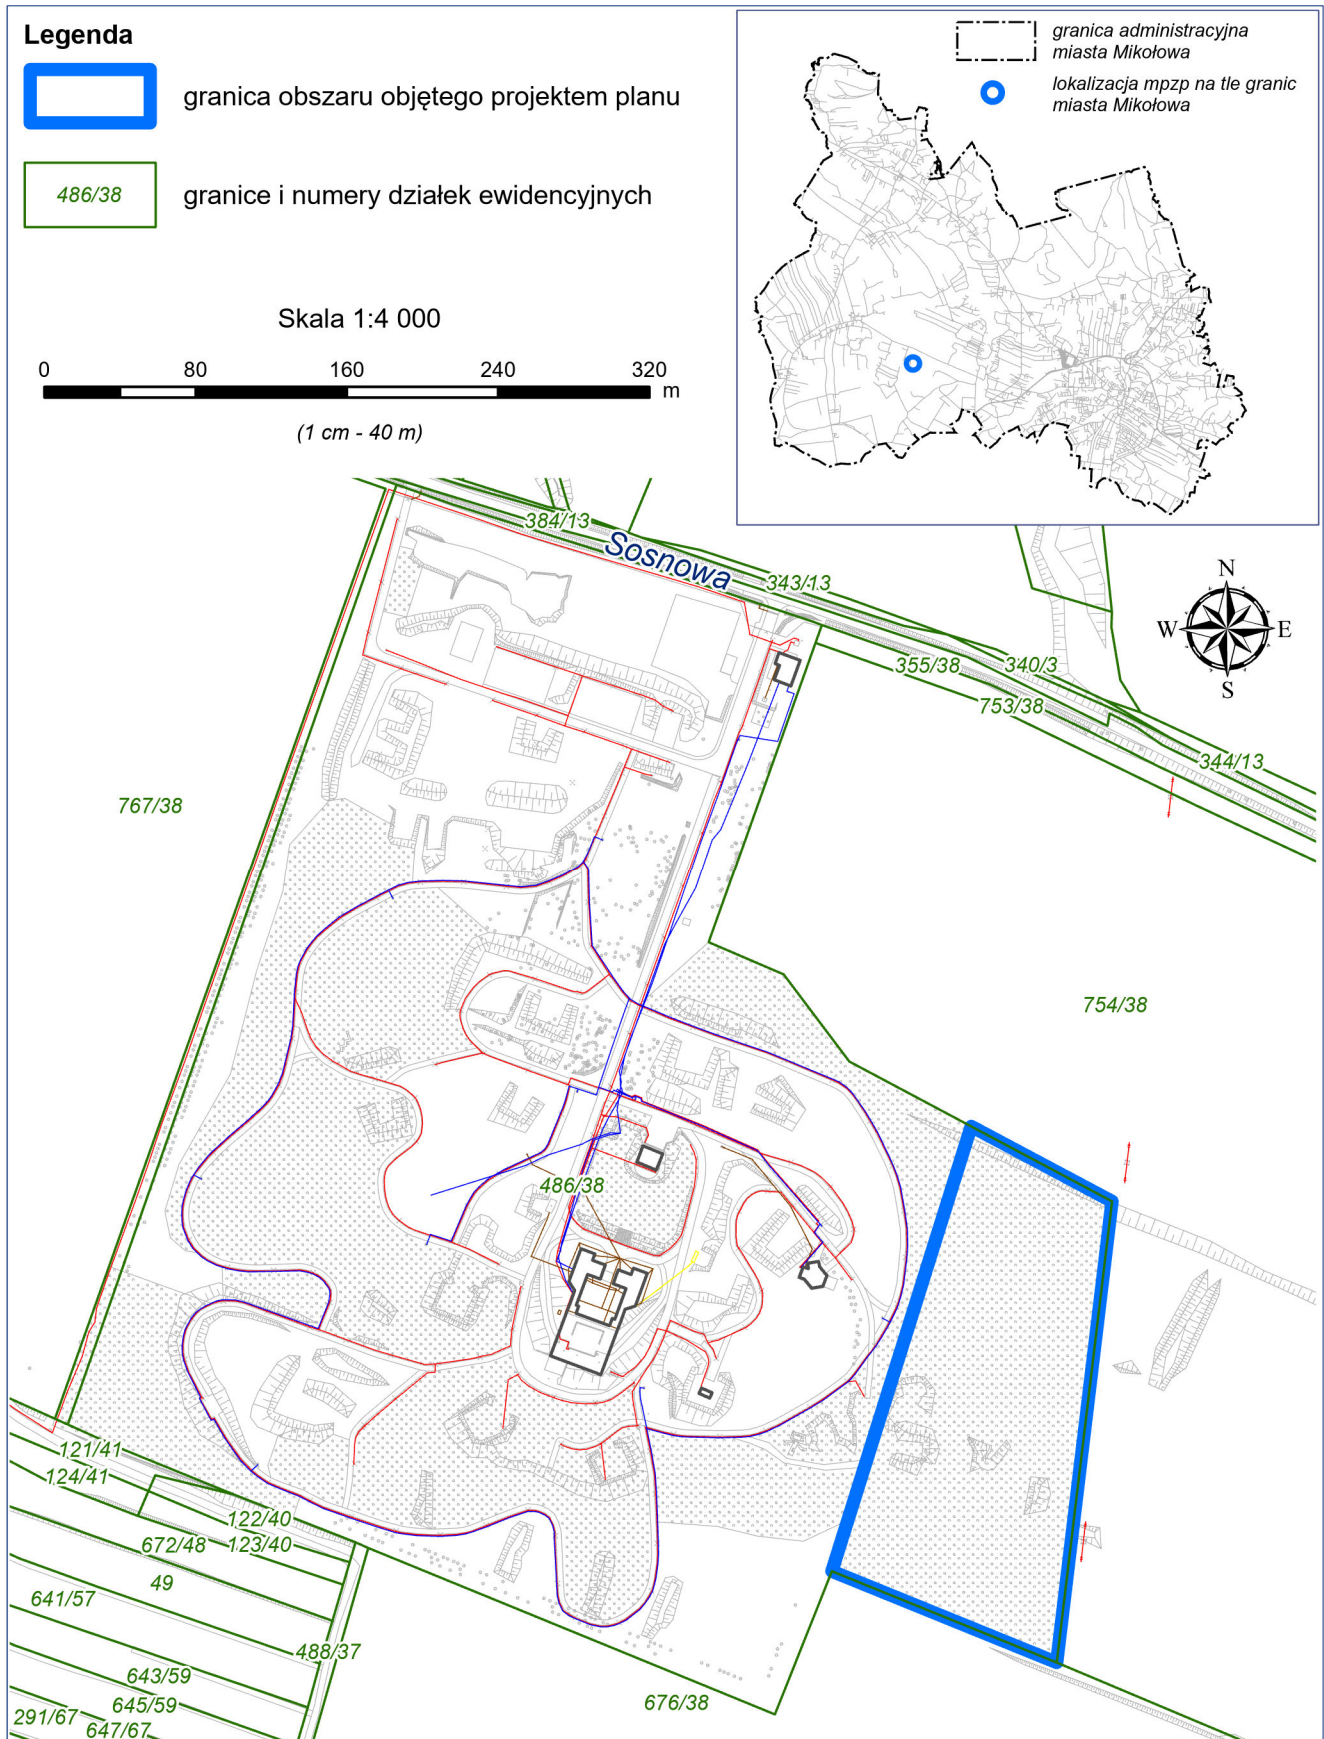 Legenda
granica obszaru objętego projektem planu
486/38
granice i numery działek ewidencyjnych
Skala 1:4 000
0 80 160 240 320
m
(1 cm - 40 m)
granica administracyjna
miasta Mikołowa
lokalizacja mpzp na tle granic
miasta Mikołowa
384/13
Sosnowa
343/13
N
W E
S
355/38
340/3
753/38
344/13
767/38
754/38
486/38
121/41
124/41
122/40
672/48
123/40
49
641/57
488/37
643/59
645/59
676/38
291/67
647/67